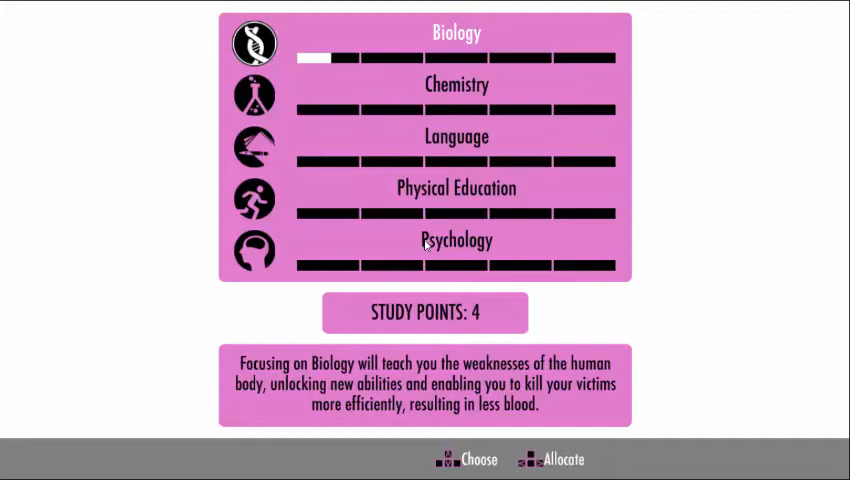 Biology
Chemistry
Language
Physical Education
Psychology
STUDY POINTS: 4
Focusing on Biology will teach you the weaknesses of the human
body, unlocking new abilities and enabling you to kill your victims
more efficiently, resulting in less blood.
Choose Allocate